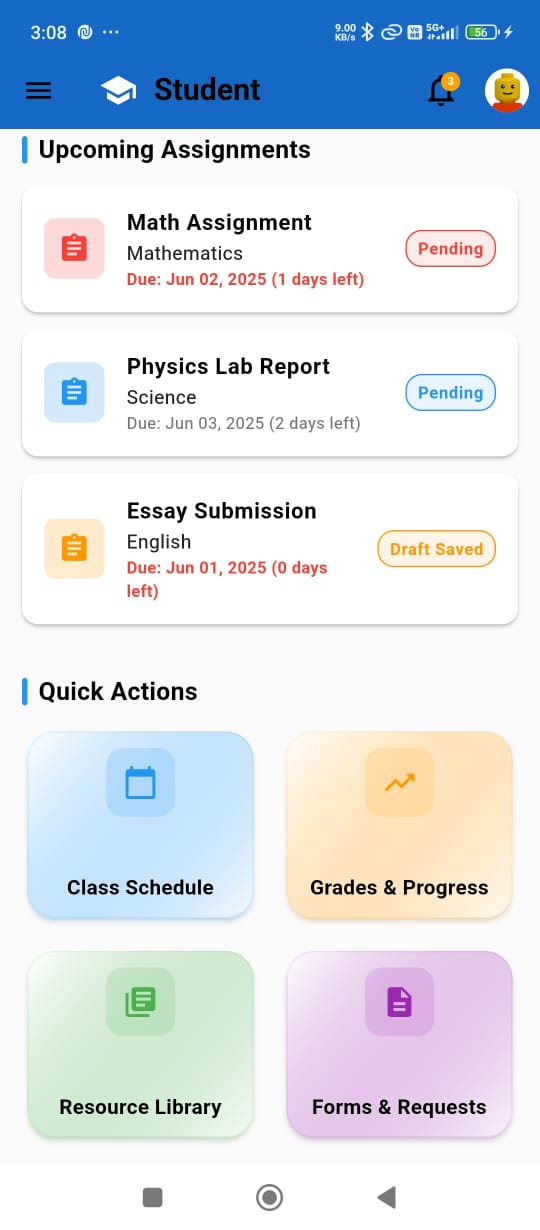 3:08
9.00
KB/s
Vo
NR
5G+
56
Student
3
Upcoming Assignments
Math Assignment
Mathematics
Due: Jun 02, 2025 (1 days left)
Pending
Physics Lab Report
Science
Due: Jun 03, 2025 (2 days left)
Pending
Essay Submission
English
Due: Jun 01, 2025 (0 days
left)
Draft Saved
Quick Actions
Class Schedule
Grades & Progress
Resource Library
Forms & Requests